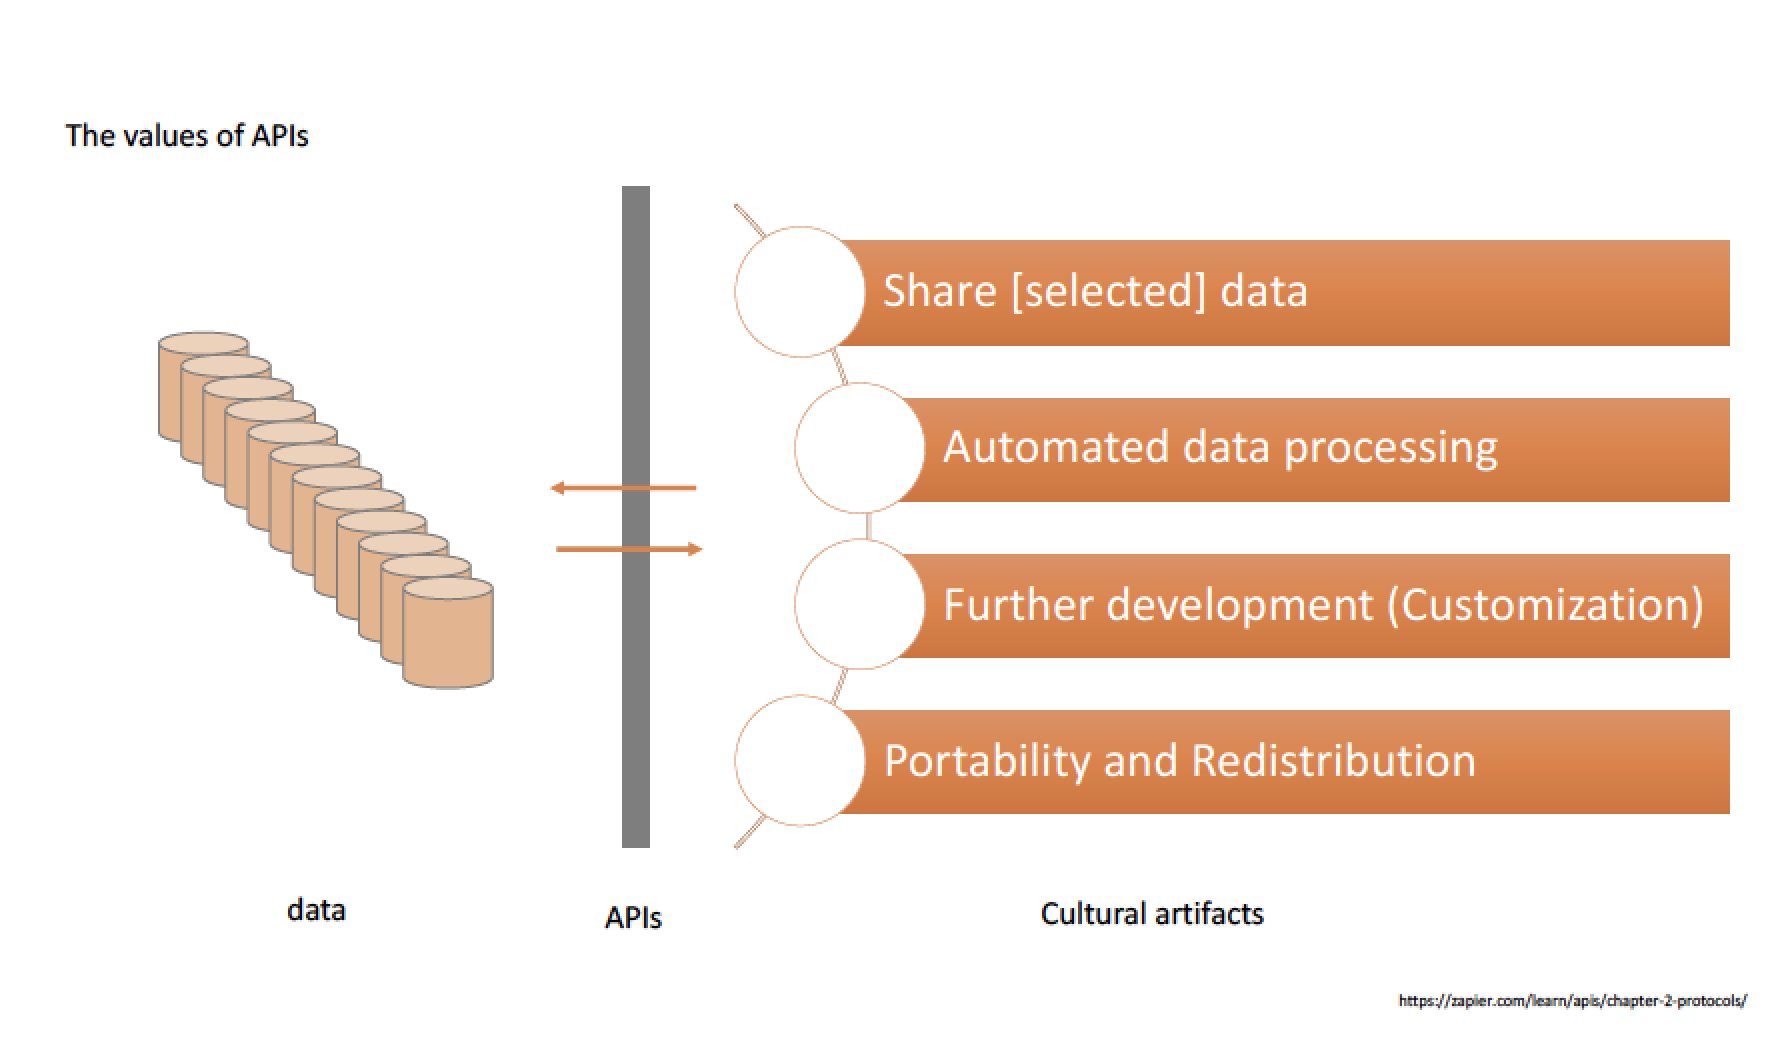 The values of APIs
Share [selected] data
Automated data processing
Further development (Customization)
Portability and Redistribution
data
APIs
Cultural artifacts
https://zapier.com/learn/apis/chapter-2-protocols/